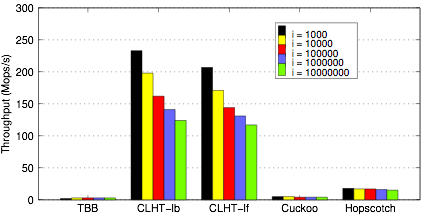 300
250
200
150
100
50
0
Throughput (Mops/s)
i = 1000
i = 10000
i = 100000
i = 1000000
i = 10000000
TBB CLHT-lb CLHT-lf Cuckoo Hopscotch